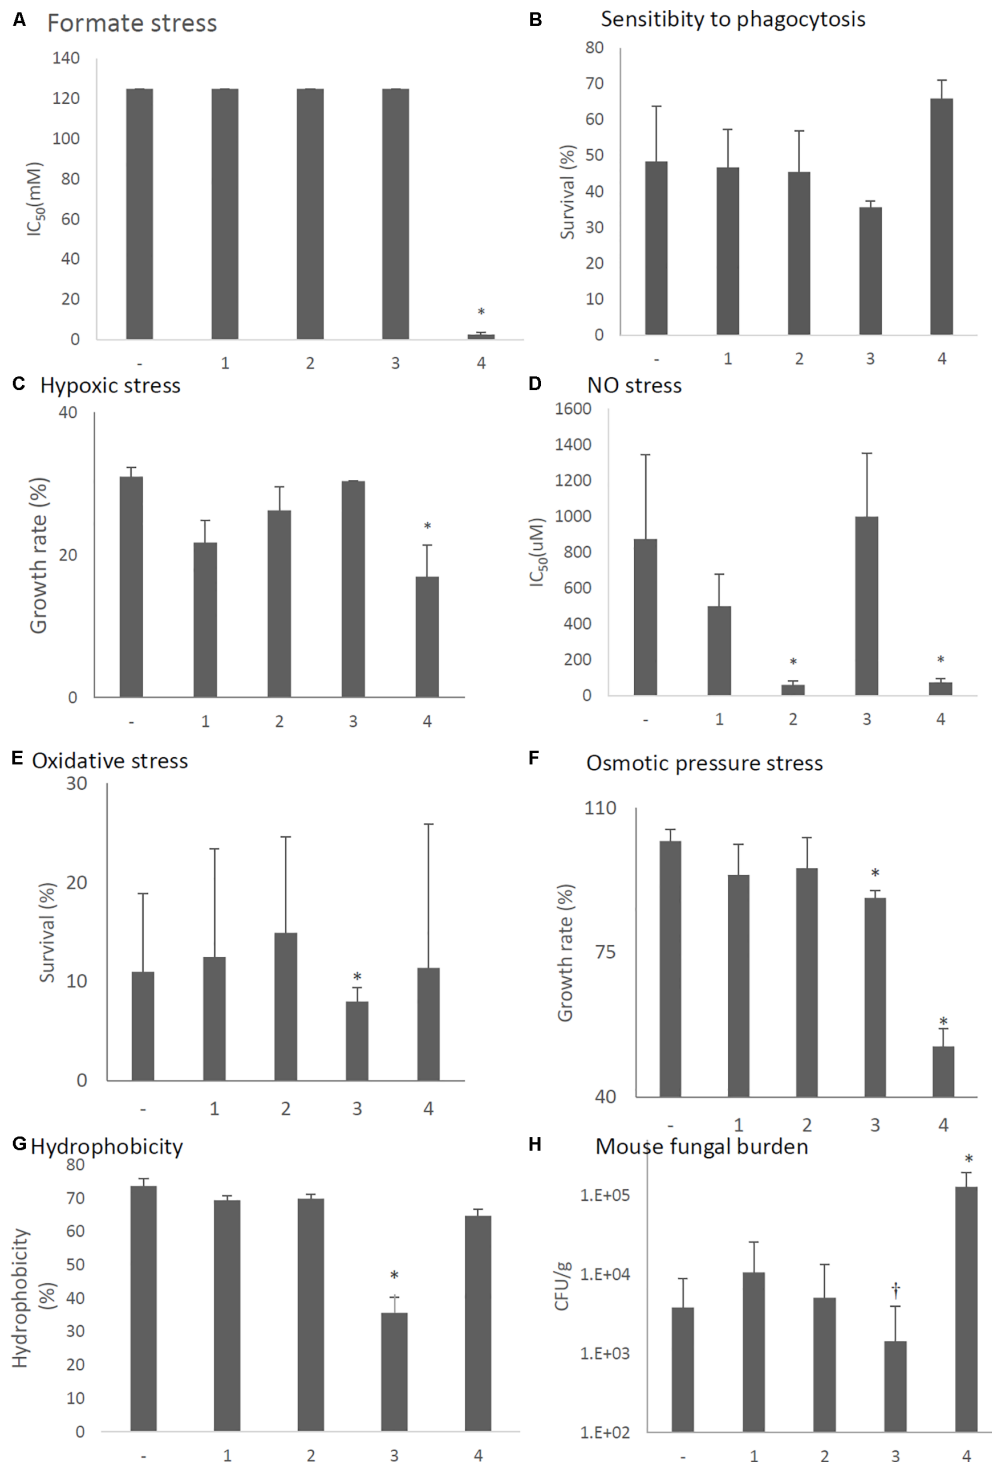 A Formate stress
140
120
100
80
60
40
20
0
IC50(mM)
*
- 1 2 3 4
B Sensitibity to phagocytosis
80
70
60
50
40
30
20
10
0
Survival (%)
- 1 2 3 4
C Hypoxic stress
40
20
0
Growth rate (%)
*
- 1 2 3 4
D NO stress
1600
1400
1200
1000
800
600
400
200
0
IC50(uM)
* *
- 1 2 3 4
E Oxidative stress
30
20
10
0
Survival (%)
*
- 1 2 3 4
F Osmotic pressure stress
110
75
40
Growth rate (%)
*
*
- 1 2 3 4
G Hydrophobicity
80
70
60
50
40
30
20
10
0
Hydrophobicity
(%)
*
- 1 2 3 4
H Mouse fungal burden
1.E+05
1.E+04
1.E+03
1.E+02
CFU/g
*
†
- 1 2 3 4